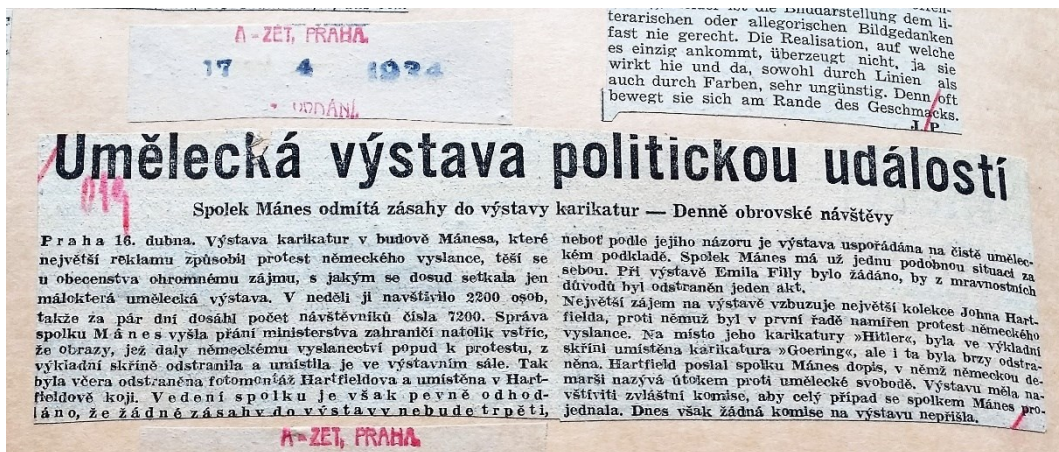 A-ZET, PRAHA
17 4 1934
terarischen oder allegorischen Bildgedanken
fast nie gerecht. Die Realisation, auf welche
es einzig ankommt, überzeugt nicht, ja sie
wirkt hie und da, sowohl durch Linien als
auch durch Farben, sehr ungünstig. Denn oft
bewegt sie sich am Rande des Geschmacks.
J. P.
Umělecká výstava politickou událostí
019
Spolek Mánes odmítá zásahy do výstavy karikatur — Denně obrovské návštěvy
Praha 16. dubna. Výstava karikatur v budově Mánesa, které
největší reklamu způsobil protest německého vyslance, těší se
u obecenstva ohromnému zájmu, s jakým se dosud setkala jen
málokterá umělecká výstava. V neděli ji navštívilo 2200 osob,
takže za pár dní dosáhl počet návštěvníků čísla 7200. Správa
spolku Mánes vyšla přání ministerstva zahraničí natolik vstříc,
že obrazy, jež daly německému vyslanectví popud k protestu, z
výkladní skříně odstranila a umístila je ve výstavním sále. Tak
byla včera odstraněna fotomontáž Hartfieldova a umístěna v Hart-
fieldově koji. Vedení spolku je však pevně odhod-
láno, že žádné zásahy do výstavy nebude trpěti,
neboť podle jejího názoru je výstava uspořádána na čistě umělec-
kém podkladě. Spolek Mánes má už jednu podobnou situaci za
sebou. Při výstavě Emila Filly bylo žádáno, by z mravnostních
důvodů byl odstraněn jeden akt.
Největší zájem na výstavě vzbuzuje největší kolekce Johna Hart-
fielda, proti němuž byl v první řadě namířen protest německého
vyslance. Na místo jeho karikatury »Hitler«, byla ve výkladní
skříni umístěna karikatura »Goering«, ale i ta byla brzy odstra-
něna. Hartfield poslal spolku Mánes dopis, v němž německou de-
marši nazývá útokem proti umělecké svobodě. Výstavu měla na-
vštíviti zvláštní komise, aby celý případ se spolkem Mánes pro-
jednala. Dnes však žádná komise na výstavu nepřišla.
A-ZET, PRAHA